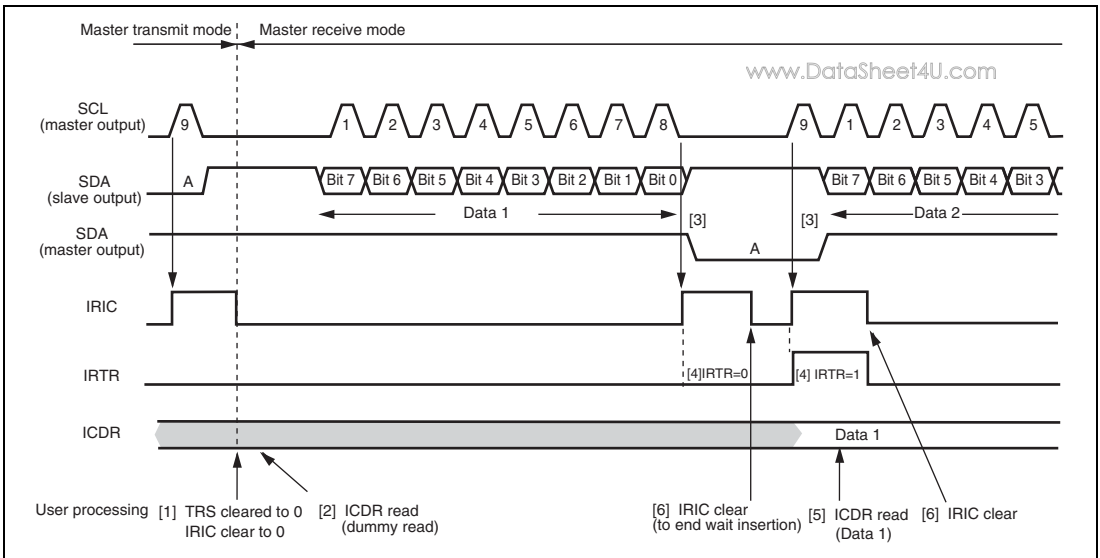 Master transmit mode Master receive mode
www.DataSheet4U.com
SCL
(master output)
9 1 2 3 4 5 6 7 8 9 1 2 3 4 5
SDA
(slave output)
A Bit 7 Bit 6 Bit 5 Bit 4 Bit 3 Bit 2 Bit 1 Bit 0 Bit 7 Bit 6 Bit 5 Bit 4 Bit 3
Data 1 [3] [3] Data 2
SDA
(master output)
A
IRIC
IRTR
[4]IRTR=0 [4] IRTR=1
ICDR
Data 1
User processing [1] TRS cleared to 0
IRIC clear to 0
[2] ICDR read
(dummy read)
[6] IRIC clear
(to end wait insertion)
[5] ICDR read
(Data 1)
[6] IRIC clear